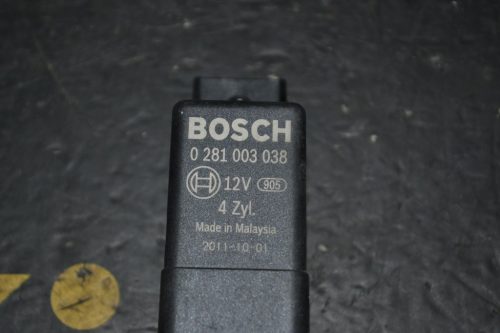 BOSCH
0 281 003 038
12V 905
4 Zyl.
Made in Malaysia
2011-10-01